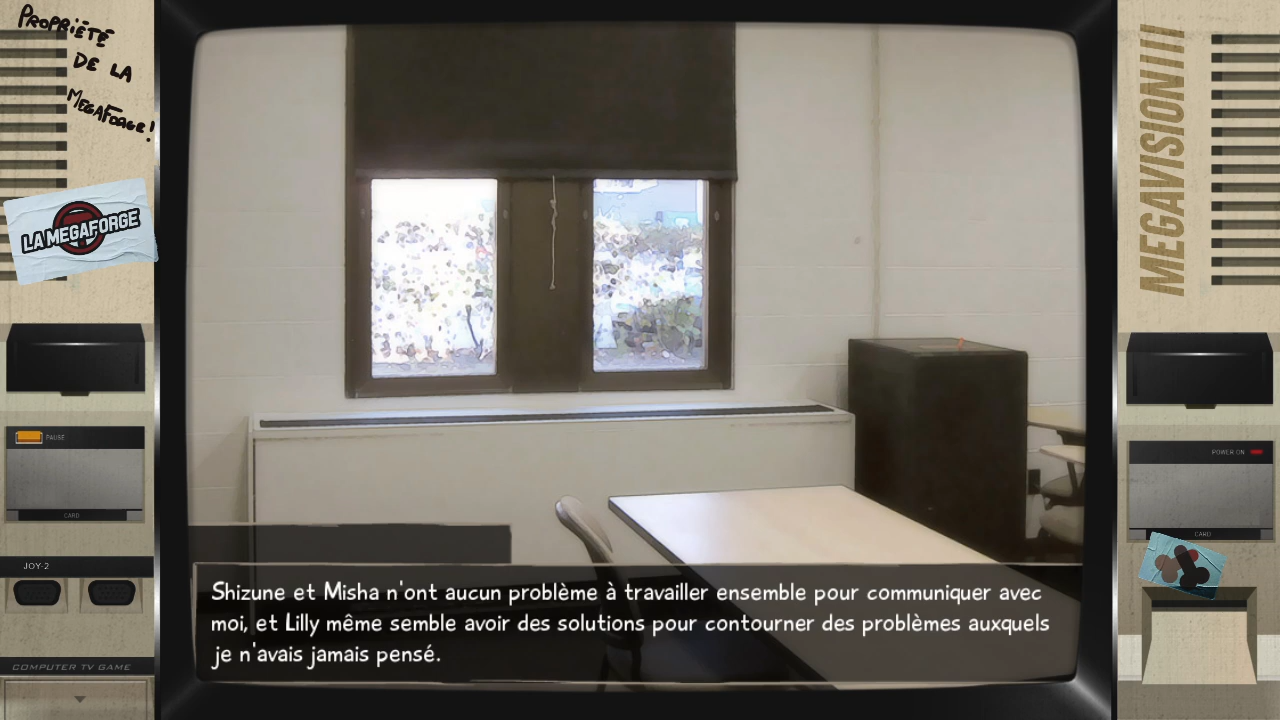 PROPRIÉTÉ
DE LA
MEGAFORGE!
LA MEGAFORGE
PAUSE
CARD
JOY-2
COMPUTER TV GAME
MEGAVISION III
POWER ON
CARD
Shizune et Misha n'ont aucun problème à travailler ensemble pour communiquer avec
moi, et Lilly même semble avoir des solutions pour contourner des problèmes auxquels
je n'avais jamais pensé.